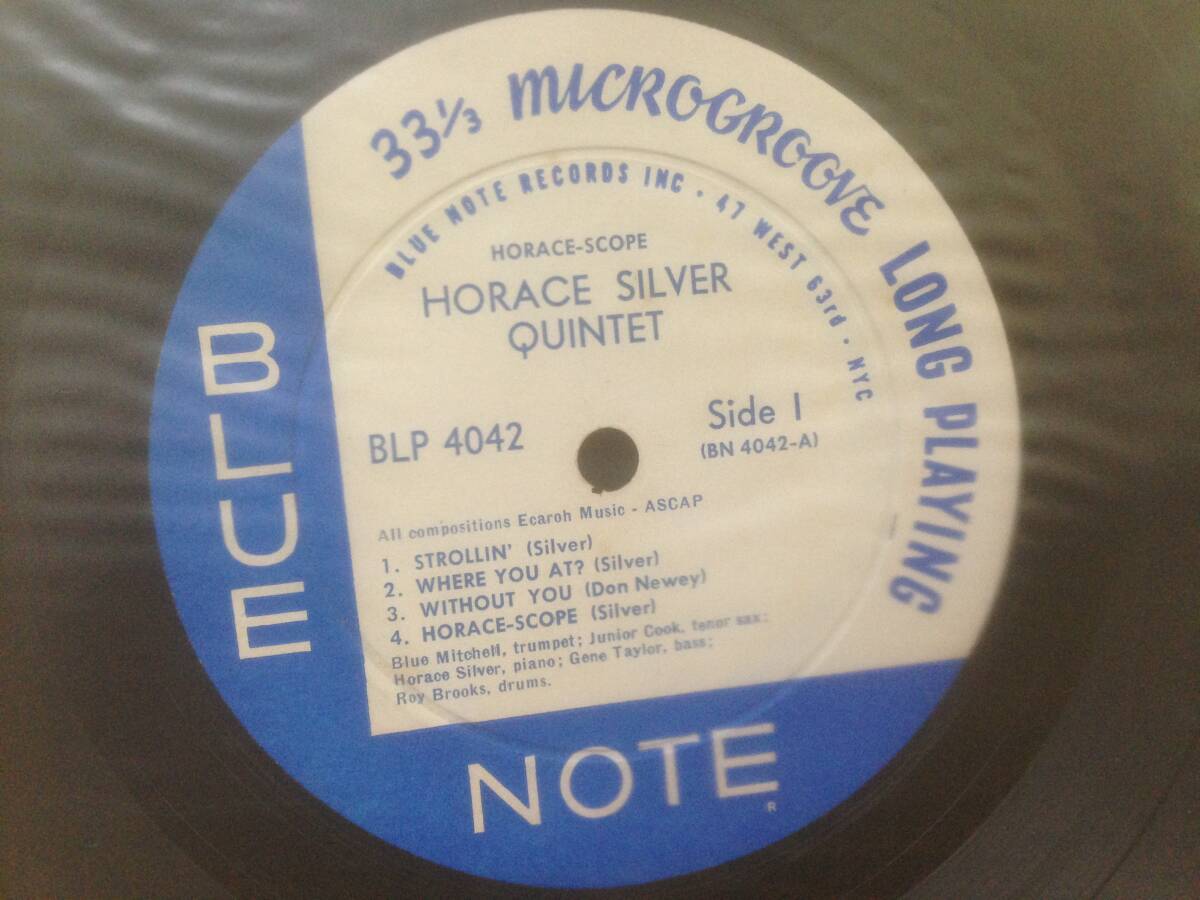 33⅓ MICROGROOVE LONG PLAYING
BLUE NOTE RECORDS INC · 47 WEST 63rd · NYC
HORACE-SCOPE
HORACE SILVER
QUINTET
BLP 4042
Side 1
(BN 4042-A)
All compositions Ecaroh Music - ASCAP
1. STROLLIN' (Silver)
2. WHERE YOU AT? (Silver)
3. WITHOUT YOU (Don Newey)
4. HORACE-SCOPE (Silver)
Blue Mitchell, trumpet; Junior Cook, tenor sax;
Horace Silver, piano; Gene Taylor, bass;
Roy Brooks, drums.
BLUE
NOTE
R